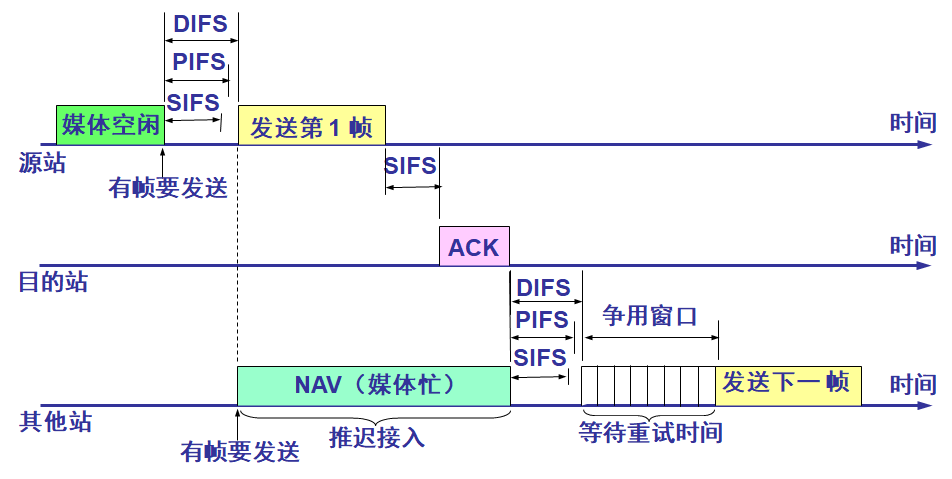 DIFS
PIFS
SIFS
媒体空闲
发送第 1 帧
时间
源站
有帧要发送
SIFS
ACK
时间
目的站
DIFS
PIFS
SIFS
争用窗口
NAV（媒体忙）
发送下一帧
时间
其他站
有帧要发送
推迟接入
等待重试时间